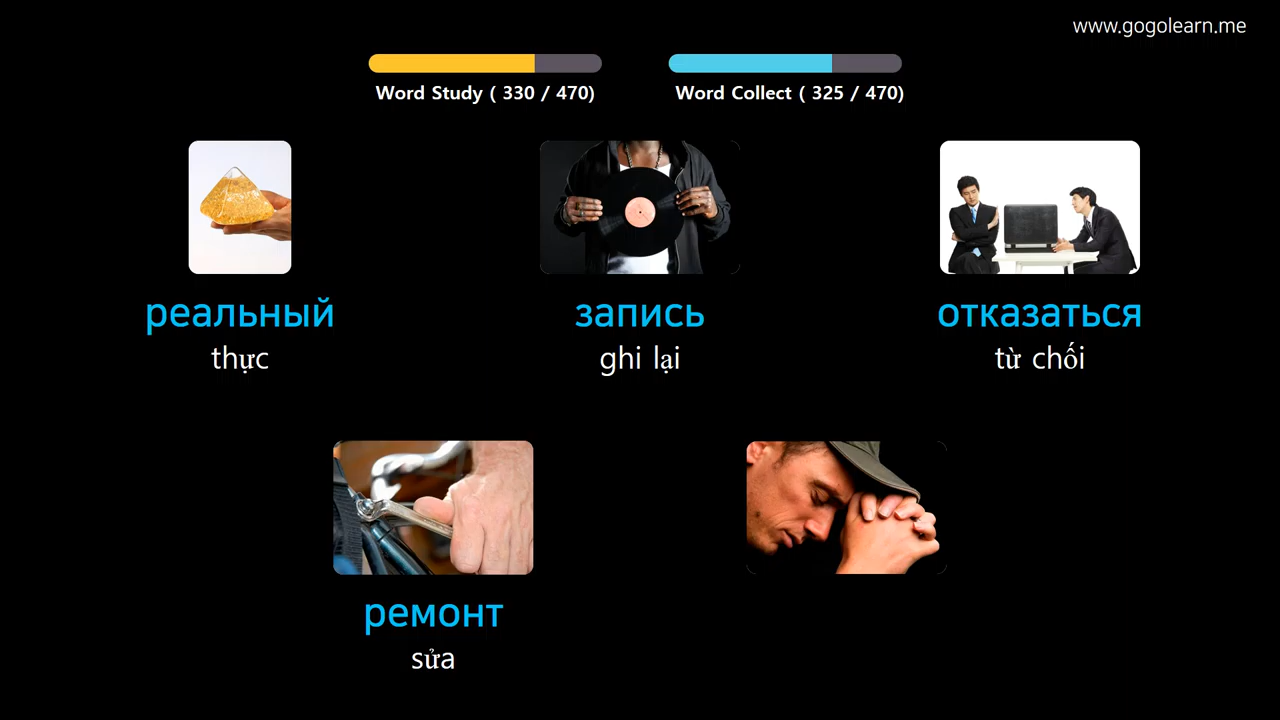 www.gogolearn.me
Word Study ( 330 / 470)
Word Collect ( 325 / 470)
реальный
thực
запись
ghi lại
отказаться
từ chối
ремонт
sửa